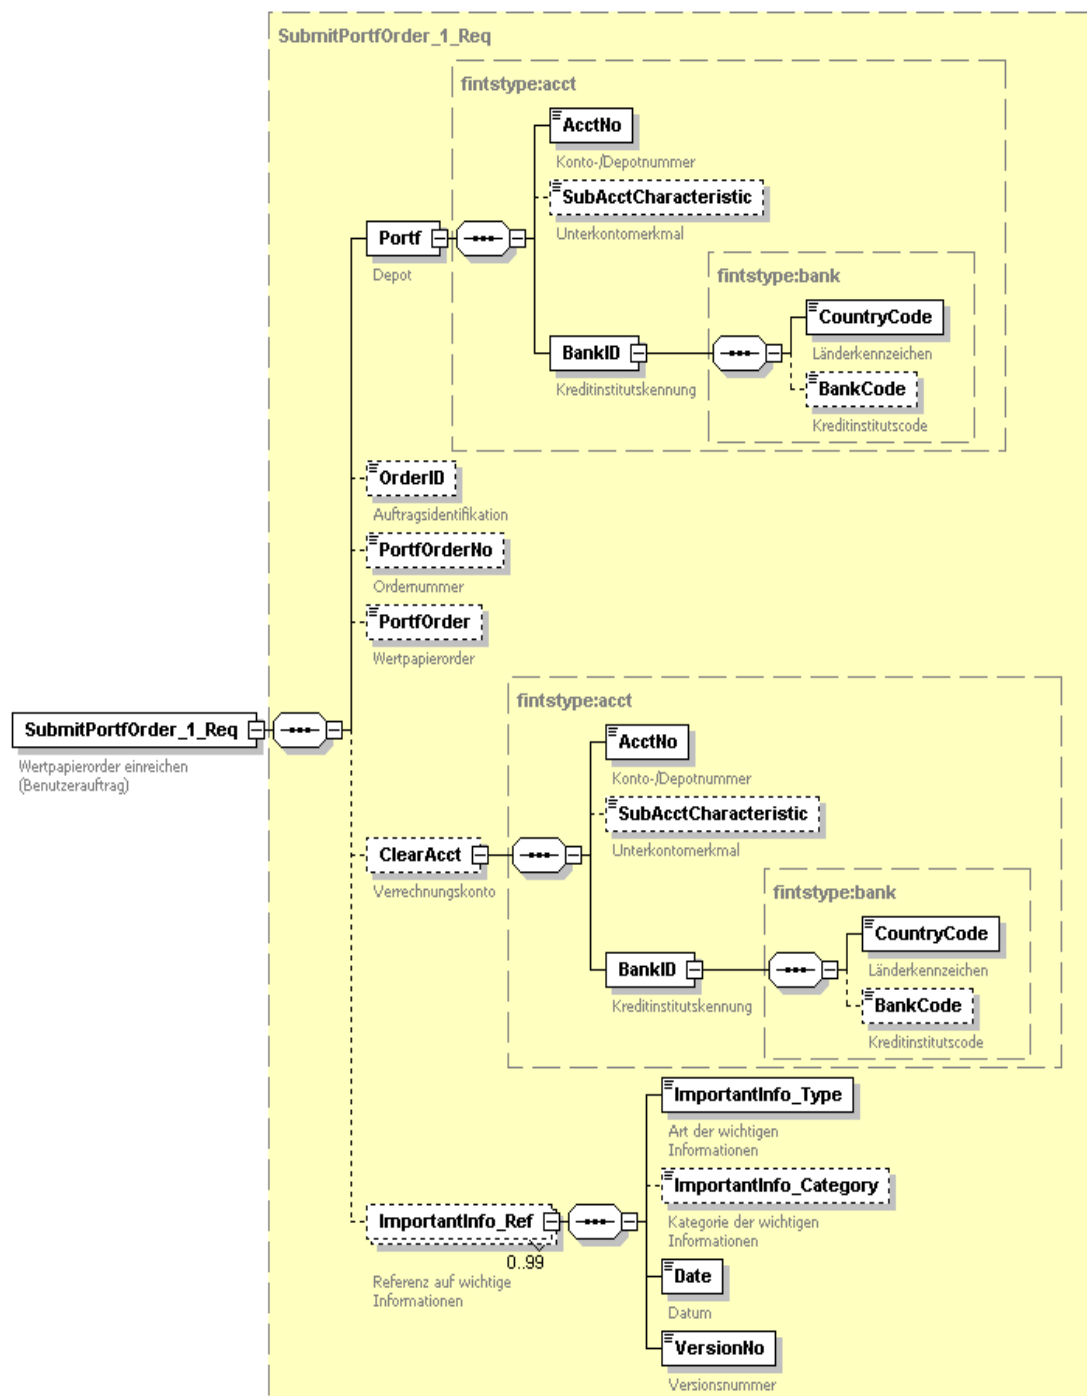 SubmitPortfOrder_1_Req
fintstype:acct
AcctNo
Konto-/Depotnummer
SubAcctCharacteristic
Unterkontomerkmal
Portf
Depot
fintstype:bank
CountryCode
Länderkennzeichen
BankID
Kreditinstitutskennung
BankCode
Kreditinstitutscode
OrderID
Auftragsidentifikation
PortfOrderNo
Ordernummer
PortfOrder
Wertpapierorder
SubmitPortfOrder_1_Req
Wertpapierorder einreichen
(Benutzerauftrag)
fintstype:acct
AcctNo
Konto-/Depotnummer
SubAcctCharacteristic
Unterkontomerkmal
ClearAcct
Verrechnungskonto
fintstype:bank
CountryCode
Länderkennzeichen
BankID
Kreditinstitutskennung
BankCode
Kreditinstitutscode
ImportantInfo_Type
Art der wichtigen
Informationen
ImportantInfo_Category
Kategorie der wichtigen
Informationen
ImportantInfo_Ref
0..99
Referenz auf wichtige
Informationen
Date
Datum
VersionNo
Versionsnummer